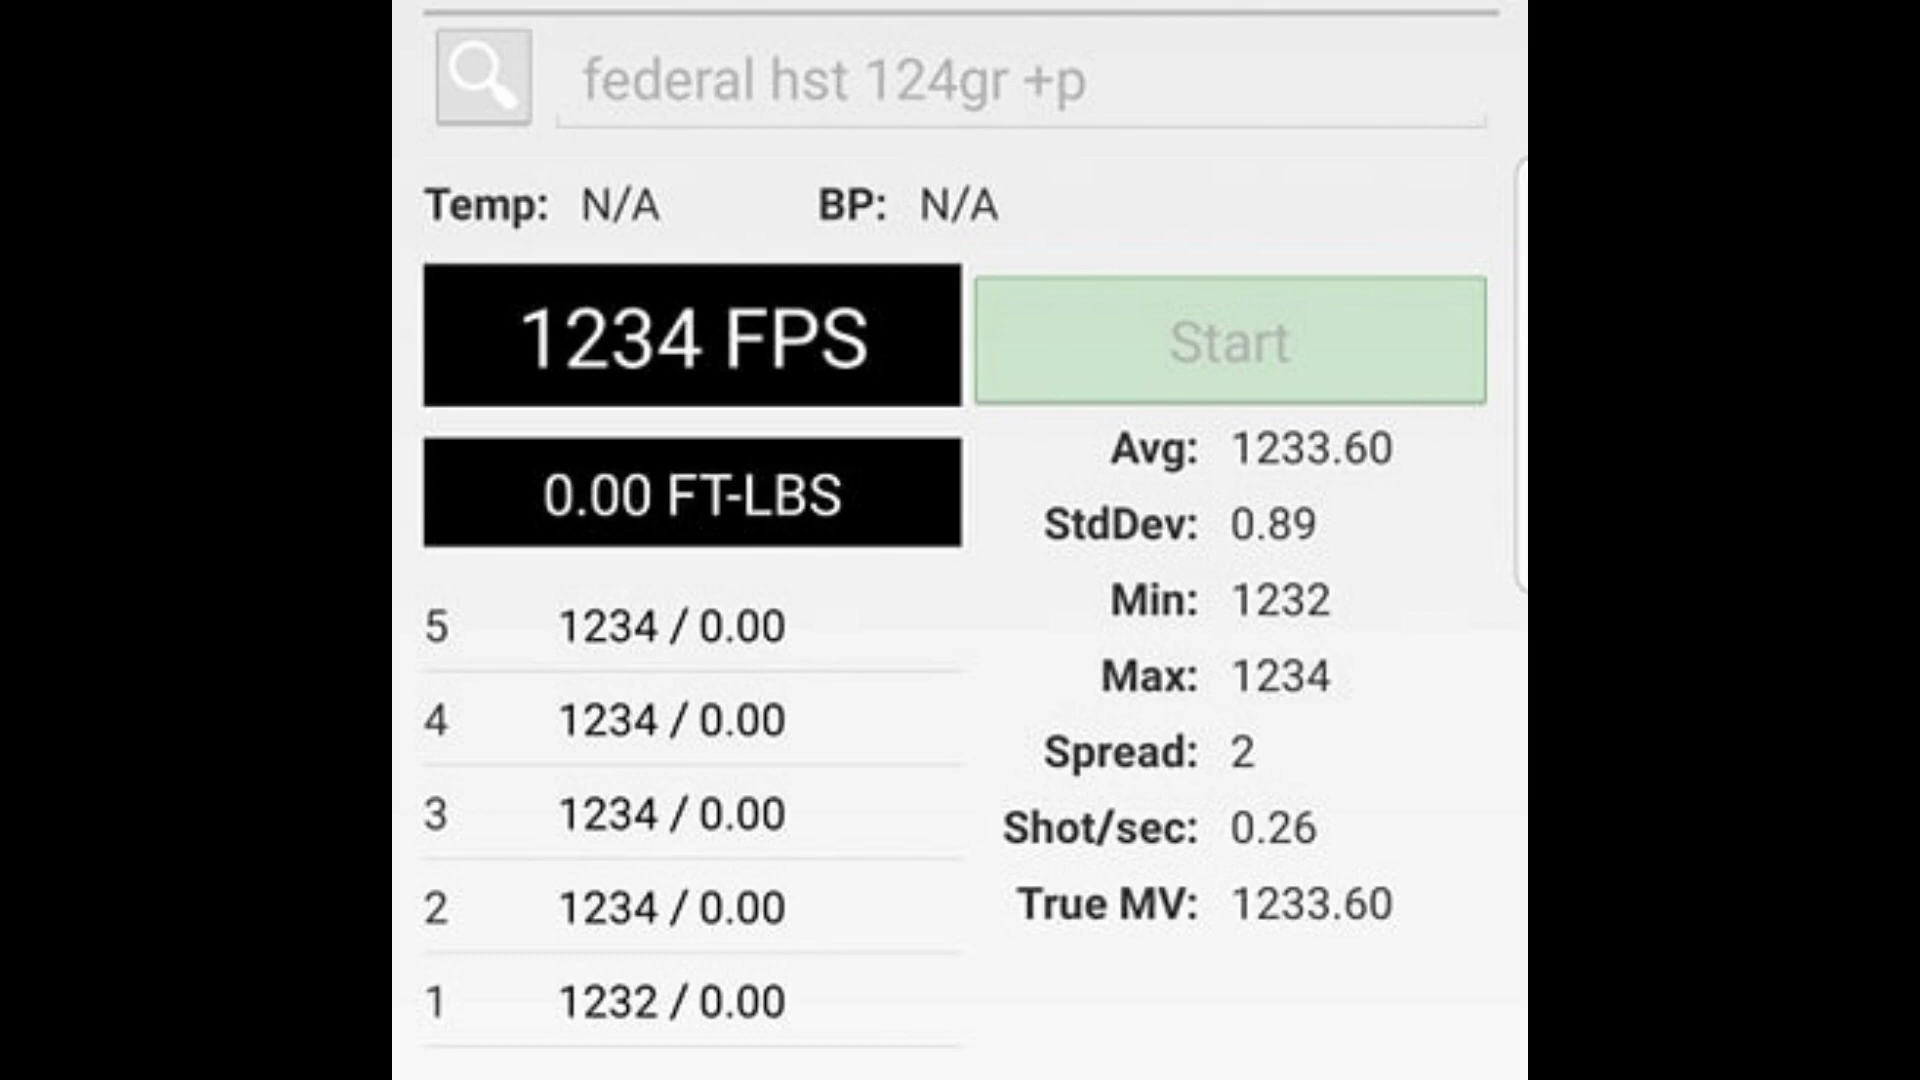 federal hst 124gr +p
Temp: N/A BP: N/A
1234 FPS
Start
0.00 FT-LBS
5 1234 / 0.00
4 1234 / 0.00
3 1234 / 0.00
2 1234 / 0.00
1 1232 / 0.00
Avg: 1233.60
StdDev: 0.89
Min: 1232
Max: 1234
Spread: 2
Shot/sec: 0.26
True MV: 1233.60